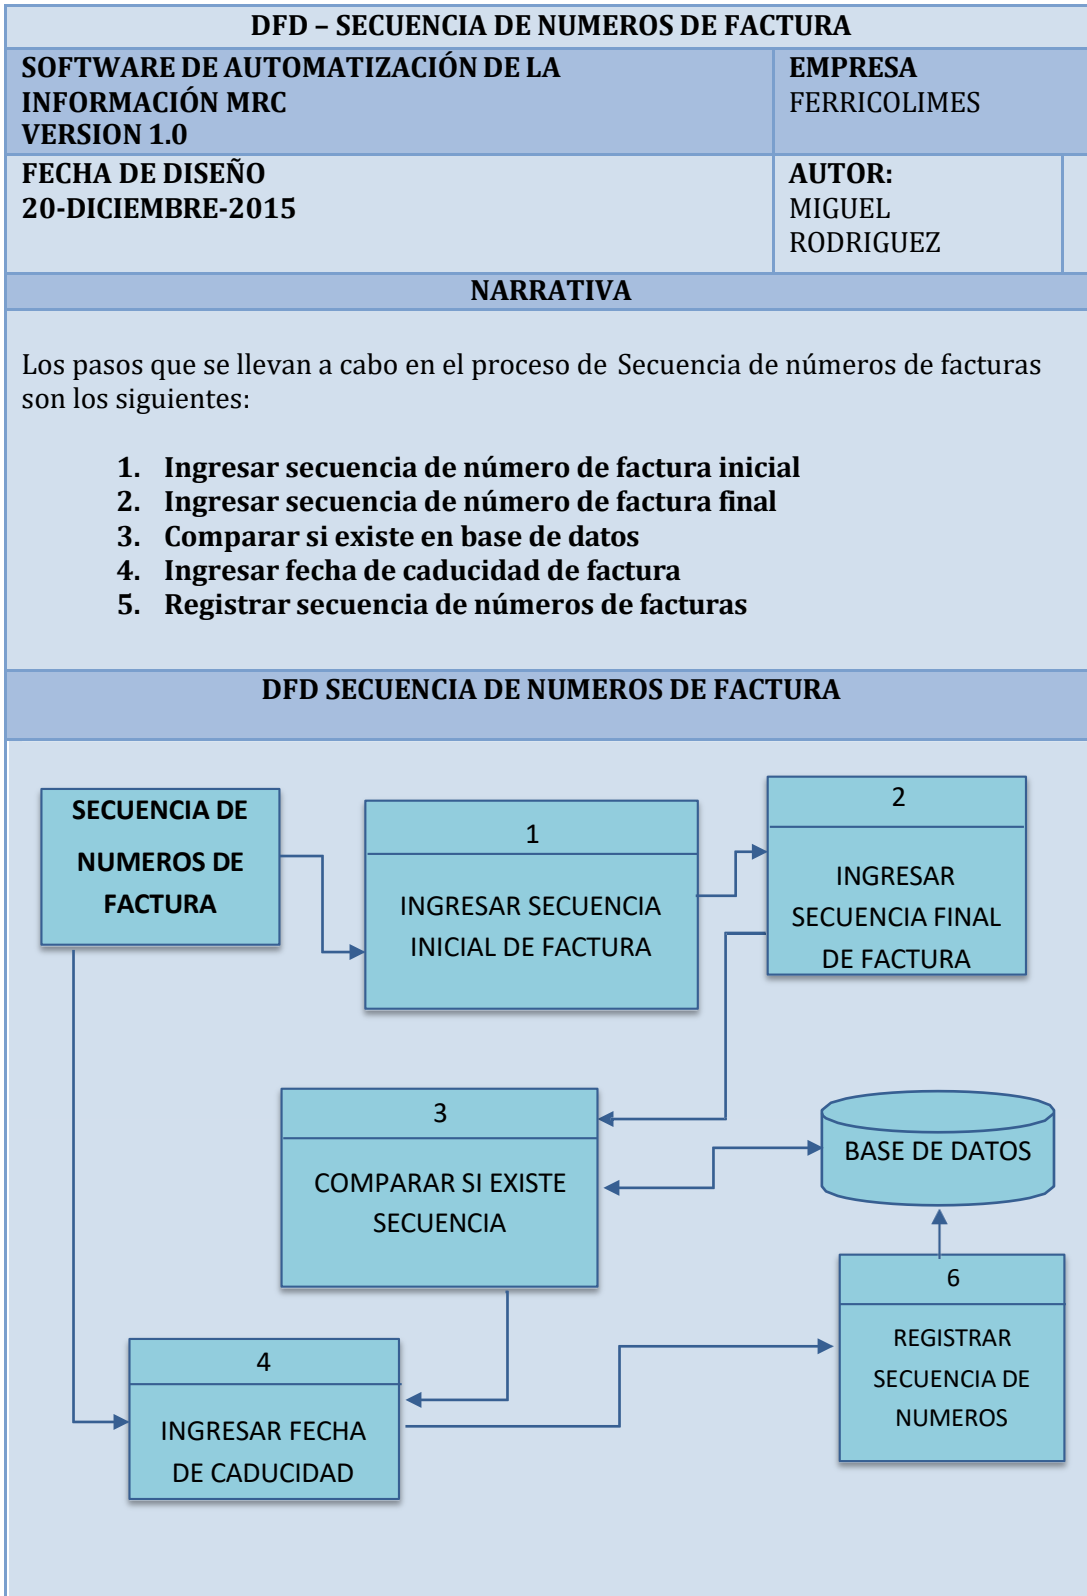 DFD – SECUENCIA DE NUMEROS DE FACTURA
SOFTWARE DE AUTOMATIZACIÓN DE LA
INFORMACIÓN MRC
VERSION 1.0
EMPRESA
FERRICOLIMES
FECHA DE DISEÑO
20-DICIEMBRE-2015
AUTOR:
MIGUEL
RODRIGUEZ
NARRATIVA
Los pasos que se llevan a cabo en el proceso de Secuencia de números de facturas
son los siguientes:
1. Ingresar secuencia de número de factura inicial
2. Ingresar secuencia de número de factura final
3. Comparar si existe en base de datos
4. Ingresar fecha de caducidad de factura
5. Registrar secuencia de números de facturas
DFD SECUENCIA DE NUMEROS DE FACTURA
SECUENCIA DE
NUMEROS DE
FACTURA
1
INGRESAR SECUENCIA
INICIAL DE FACTURA
2
INGRESAR
SECUENCIA FINAL
DE FACTURA
3
COMPARAR SI EXISTE
SECUENCIA
BASE DE DATOS
4
INGRESAR FECHA
DE CADUCIDAD
6
REGISTRAR
SECUENCIA DE
NUMEROS